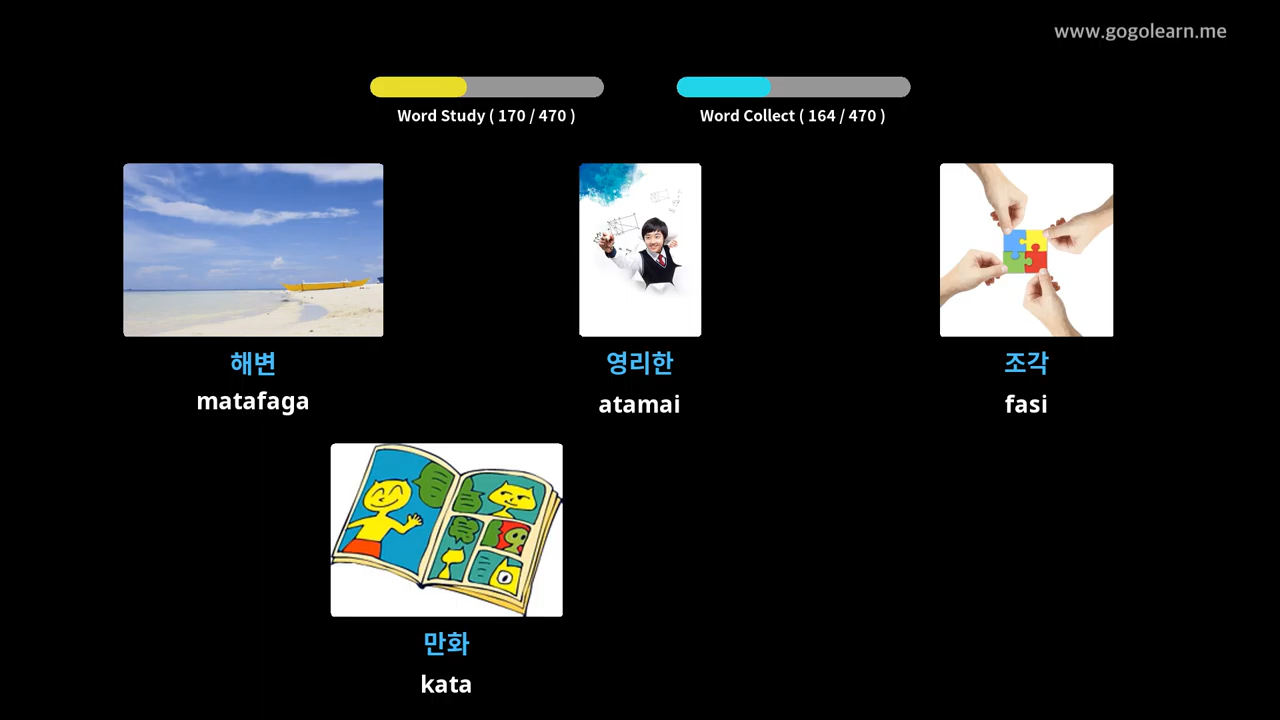 www.gogolearn.me
Word Study ( 170 / 470 )
Word Collect ( 164 / 470 )
해변
matafaga
영리한
atamai
조각
fasi
만화
kata